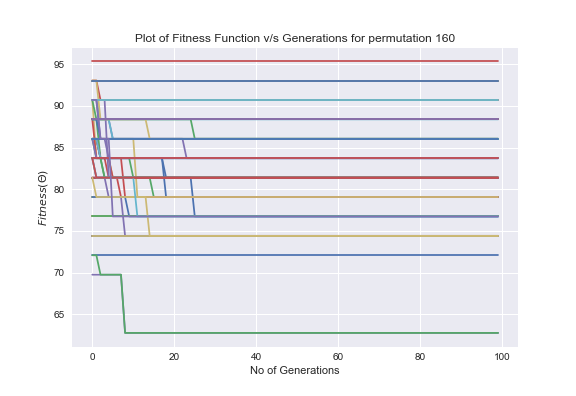 Plot of Fitness Function v/s Generations for permutation 160
95
90
85
80
75
70
65
Fitness(Θ)
0 20 40 60 80 100
No of Generations